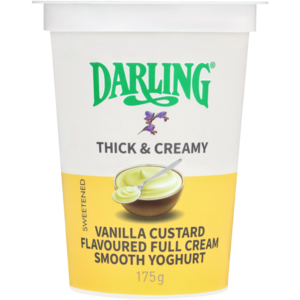 DARLING®
THICK & CREAMY
SWEETENED
VANILLA CUSTARD
FLAVOURED FULL CREAM
SMOOTH YOGHURT
175g